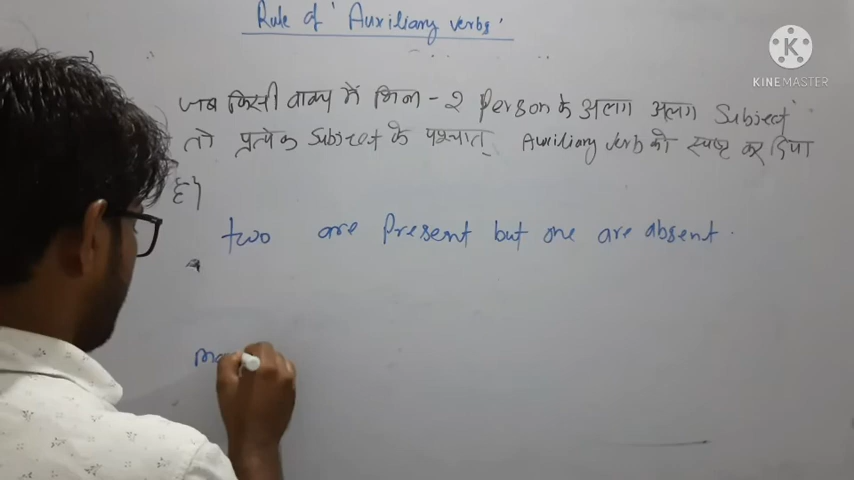 Rule of 'Auxiliary verbs'
जब किसी वाक्य में भिन्न - २ Person के अलग अलग Subject
तो प्रत्येक Subject के पश्चात् Auxiliary verb को स्पष्ट कर दिया
है।
two are Present but one are absent.
KINEMASTER